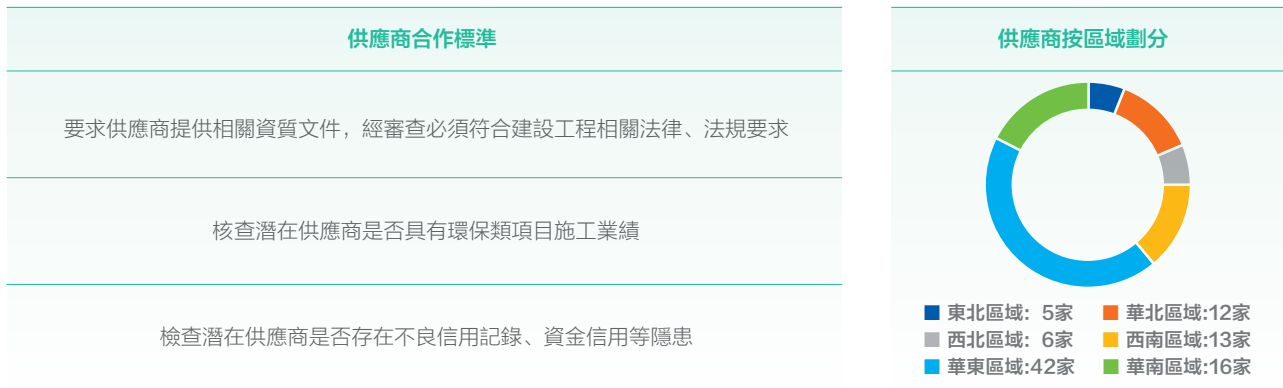 供應商合作標準
要求供應商提供相關資質文件，經審查必須符合建設工程相關法律、法規要求
核查潛在供應商是否具有環保類項目施工業績
檢查潛在供應商是否存在不良信用記錄、資金信用等隱患
供應商按區域劃分
東北區域: 5家 華北區域:12家
西北區域: 6家 西南區域:13家
華東區域:42家 華南區域:16家